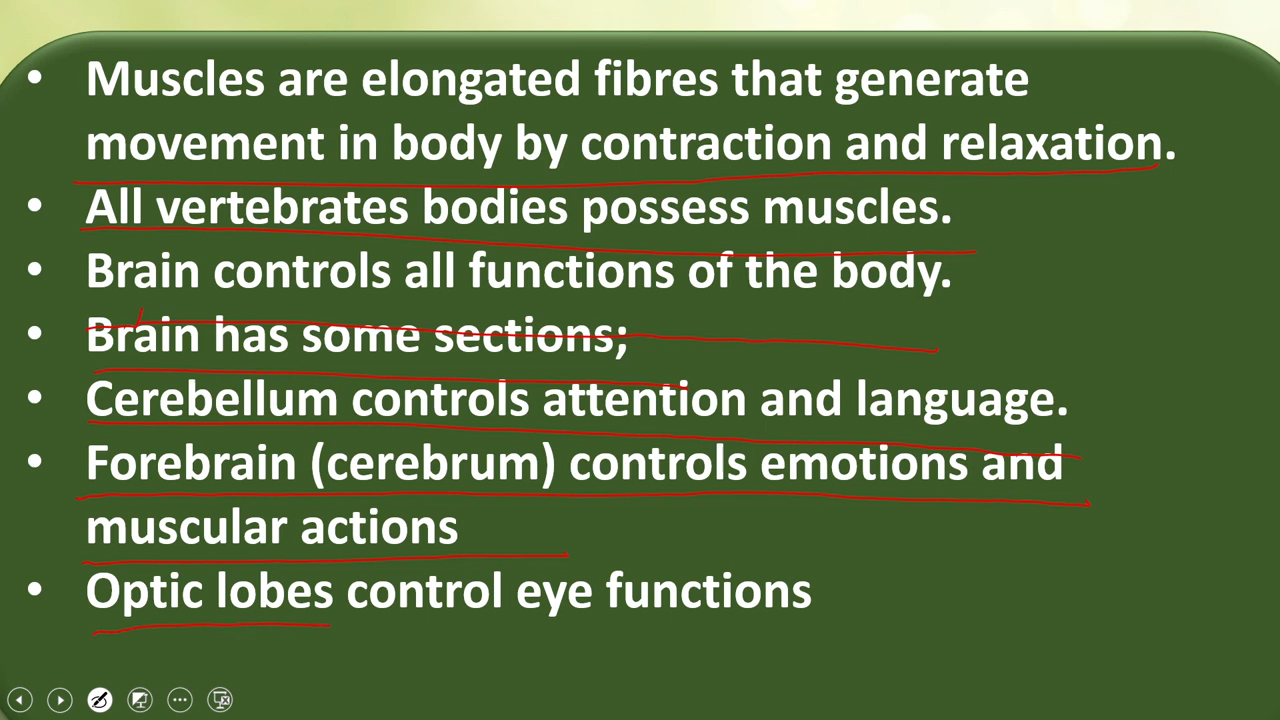 • Muscles are elongated fibres that generate
movement in body by contraction and relaxation.
• All vertebrates bodies possess muscles.
• Brain controls all functions of the body.
• Brain has some sections;
• Cerebellum controls attention and language.
• Forebrain (cerebrum) controls emotions and
muscular actions
• Optic lobes control eye functions